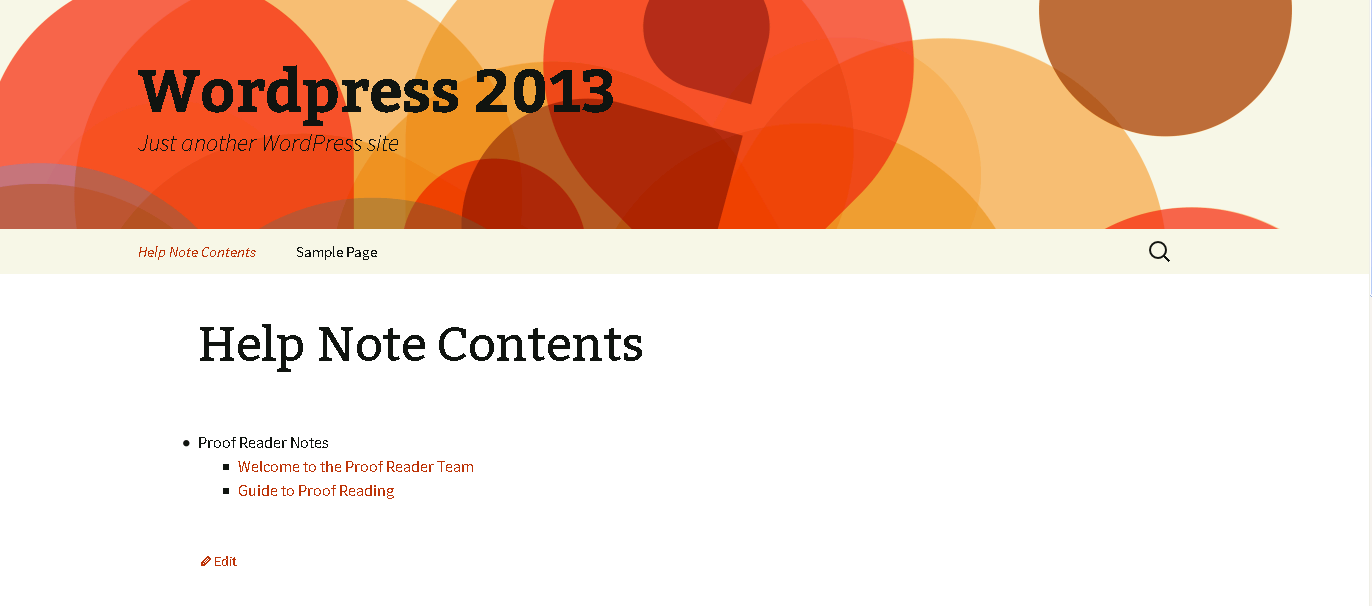 Wordpress 2013
Just another WordPress site
Help Note Contents
Sample Page
Help Note Contents
Proof Reader Notes
Welcome to the Proof Reader Team
Guide to Proof Reading
Edit